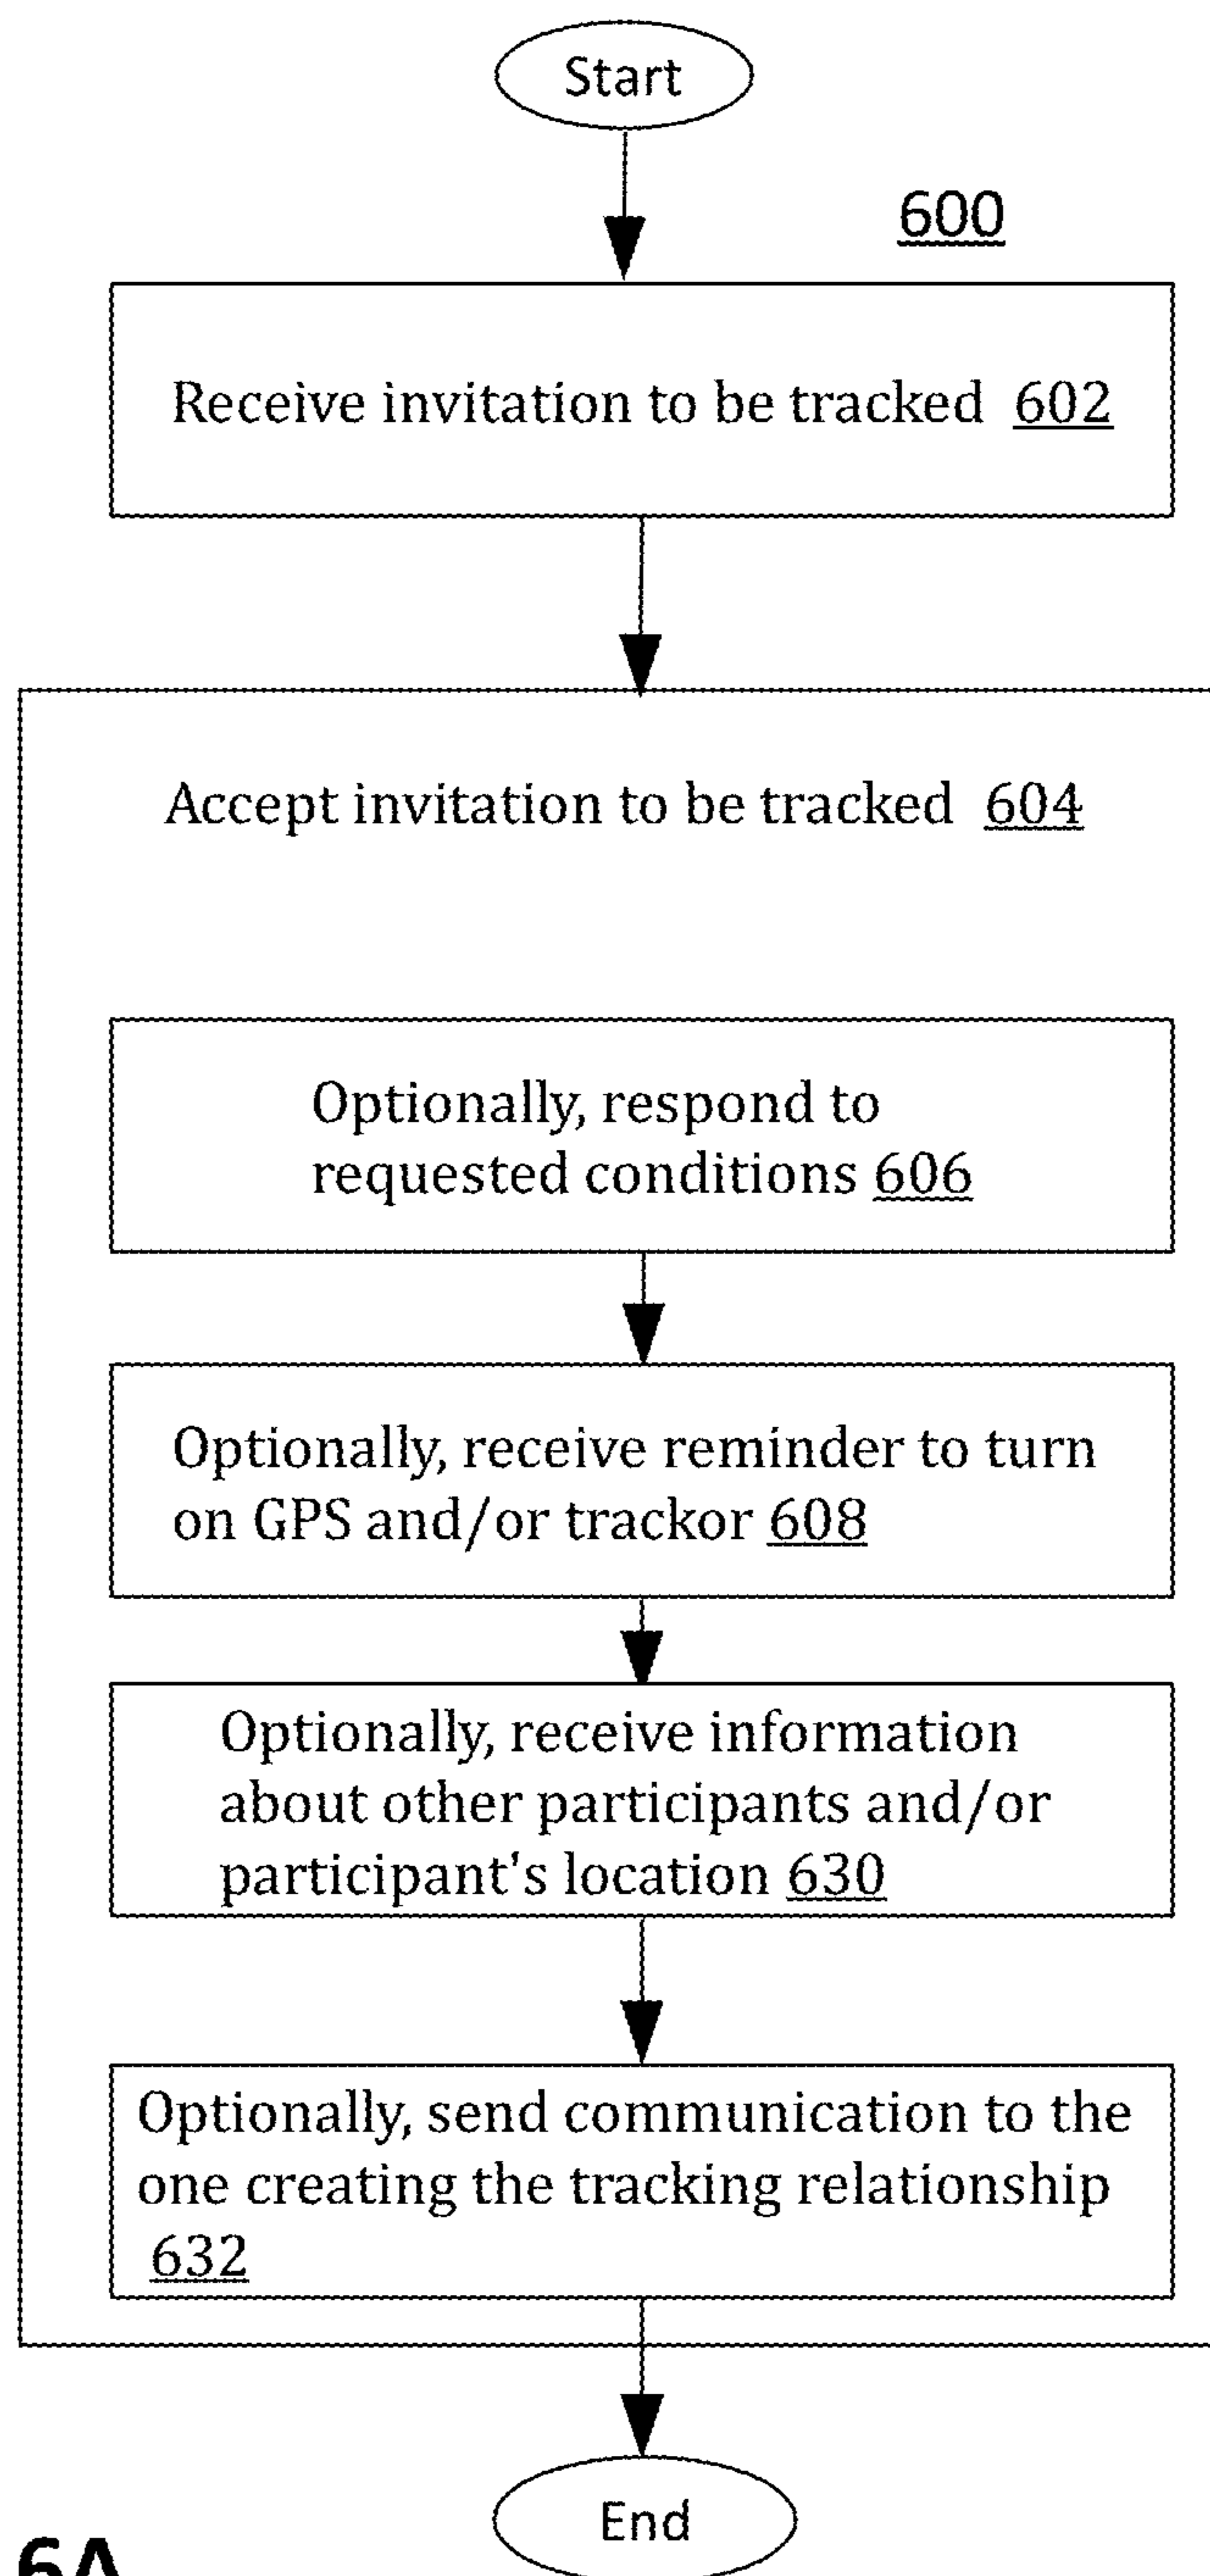 Start
600
Receive invitation to be tracked 602
Accept invitation to be tracked 604
Optionally, respond to
requested conditions 606
Optionally, receive reminder to turn
on GPS and/or trackor 608
Optionally, receive information
about other participants and/or
participant's location 630
Optionally, send communication to the
one creating the tracking relationship
632
End
6A